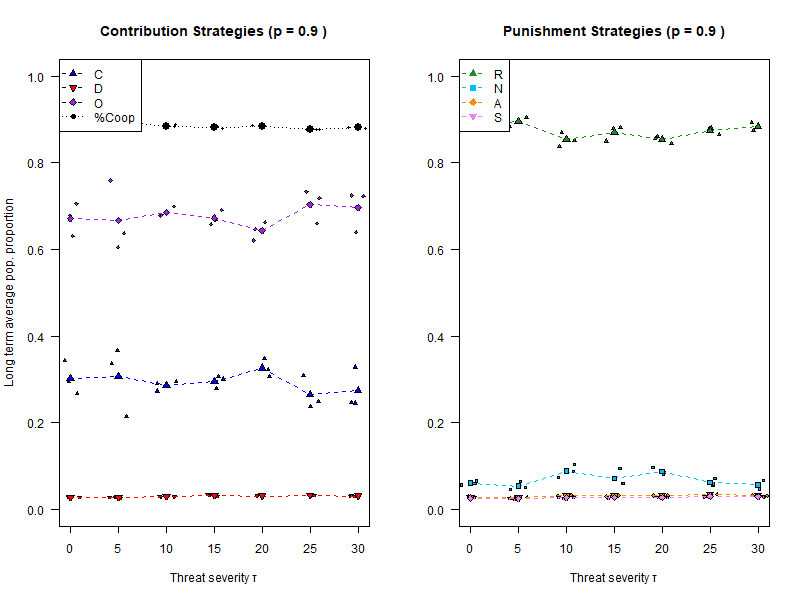 Contribution Strategies (p = 0.9 )
C
D
O
%Coop
1.0
0.8
0.6
0.4
0.2
0.0
Long term average pop. proportion
0 5 10 15 20 25 30
Threat severity τ
Punishment Strategies (p = 0.9 )
R
N
A
S
1.0
0.8
0.6
0.4
0.2
0.0
0 5 10 15 20 25 30
Threat severity τ